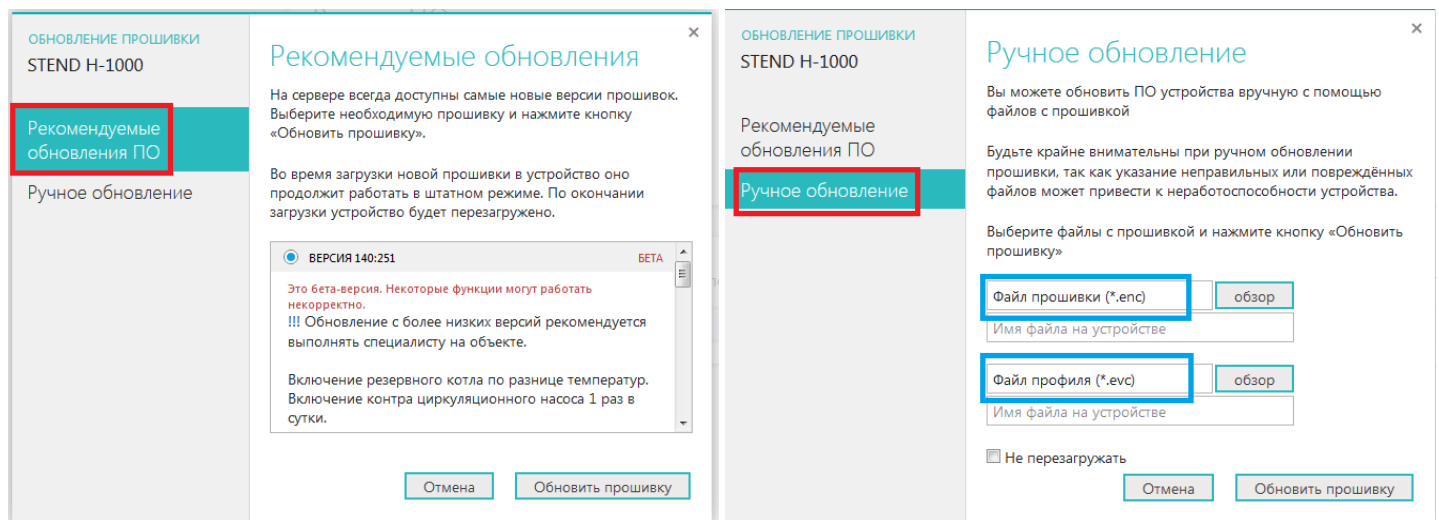 ОБНОВЛЕНИЕ ПРОШИВКИ
STEND H-1000
Рекомендуемые
обновления ПО
Ручное обновление
Рекомендуемые обновления
На сервере всегда доступны самые новые версии прошивок.
Выберите необходимую прошивку и нажмите кнопку
«Обновить прошивку».
Во время загрузки новой прошивки в устройство оно
продолжит работать в штатном режиме. По окончании
загрузки устройство будет перезагружено.
ВЕРСИЯ 140:251 БЕТА
Это бета-версия. Некоторые функции могут работать
некорректно.
!!! Обновление с более низких версий рекомендуется
выполнять специалисту на объекте.
Включение резервного котла по разнице температур.
Включение контра циркуляционного насоса 1 раз в
сутки.
Отмена Обновить прошивку
ОБНОВЛЕНИЕ ПРОШИВКИ
STEND H-1000
Рекомендуемые
обновления ПО
Ручное обновление
Ручное обновление
Вы можете обновить ПО устройства вручную с помощью
файлов с прошивкой
Будьте крайне внимательны при ручном обновлении
прошивки, так как указание неправильных или повреждённых
файлов может привести к неработоспособности устройства.
Выберите файлы с прошивкой и нажмите кнопку «Обновить
прошивку»
Файл прошивки (*.enc) обзор
Имя файла на устройстве
Файл профиля (*.evc) обзор
Имя файла на устройстве
Не перезагружать
Отмена Обновить прошивку